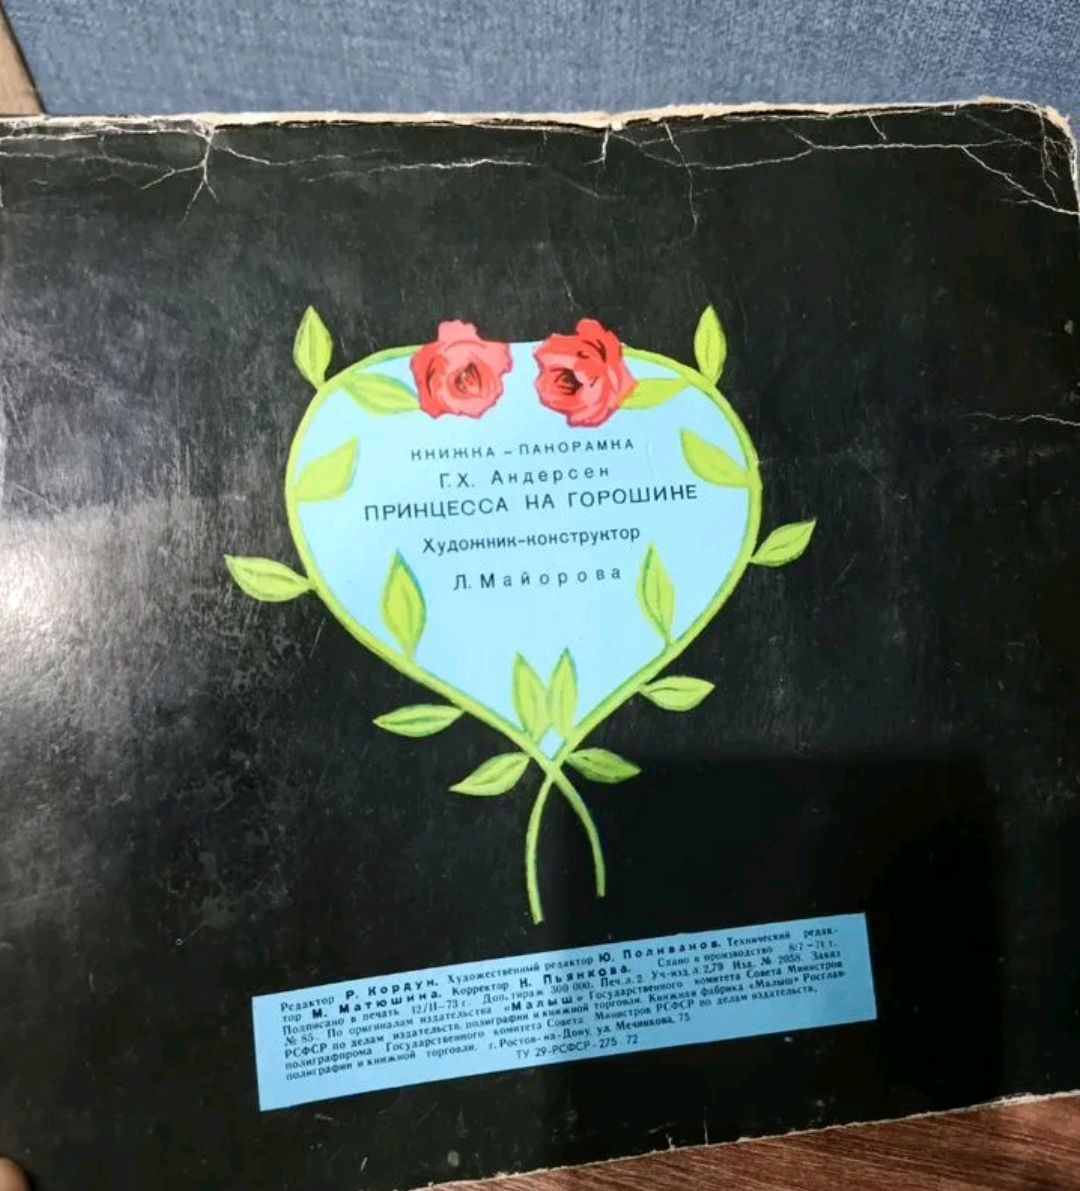 КНИЖКА – ПАНОРАМКА
Г.Х. Андерсен
ПРИНЦЕССА НА ГОРОШИНЕ
Художник-конструктор
Л. Майорова
Редактор Р. Кордун. Художественный редактор Ю. Поливанов. Технический редак-
тор М. Матюшина. Корректор Н. Пьянкова. Сдано в производство 8/7–71 г.
Подписано в печать 12/II–73 г. Доп. тираж 300 000. Печ. л. 2. Уч-изд. л. 2,79 Изд. № 2058. Заказ
№ 85. По оригиналам издательства «Малыш» Государственного комитета Совета Министров
РСФСР по делам издательств, полиграфии и книжной торговли. Книжная фабрика «Малыш» Росглав-
полиграфпрома Государственного комитета Совета Министров РСФСР по делам издательств,
полиграфии и книжной торговли. г. Ростов-на-Дону, ул. Мечникова, 75.
ТУ 29-РСФСР-275 72